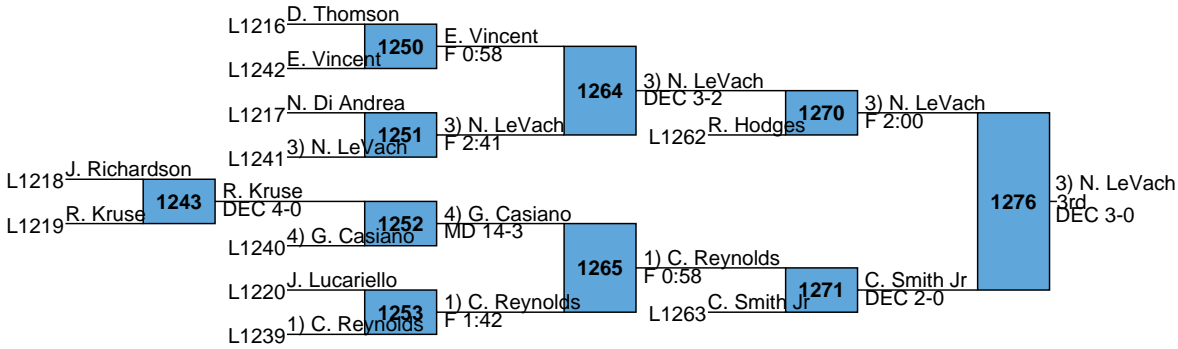 L1216 D. Thomson
1250
E. Vincent
F 0:58
L1242 E. Vincent
1264
3) N. LeVach
DEC 3-2
L1217 N. Di Andrea
1251
3) N. LeVach
F 2:41
L1241 3) N. LeVach
L1262 R. Hodges
1270
3) N. LeVach
F 2:00
L1218 J. Richardson
1243
R. Kruse
DEC 4-0
L1219 R. Kruse
1252
4) G. Casiano
MD 14-3
L1240 4) G. Casiano
1276
3) N. LeVach
3rd
DEC 3-0
1265
1) C. Reynolds
F 0:58
L1220 J. Lucariello
1253
1) C. Reynolds
F 1:42
L1239 1) C. Reynolds
L1263 C. Smith Jr
1271
C. Smith Jr
DEC 2-0